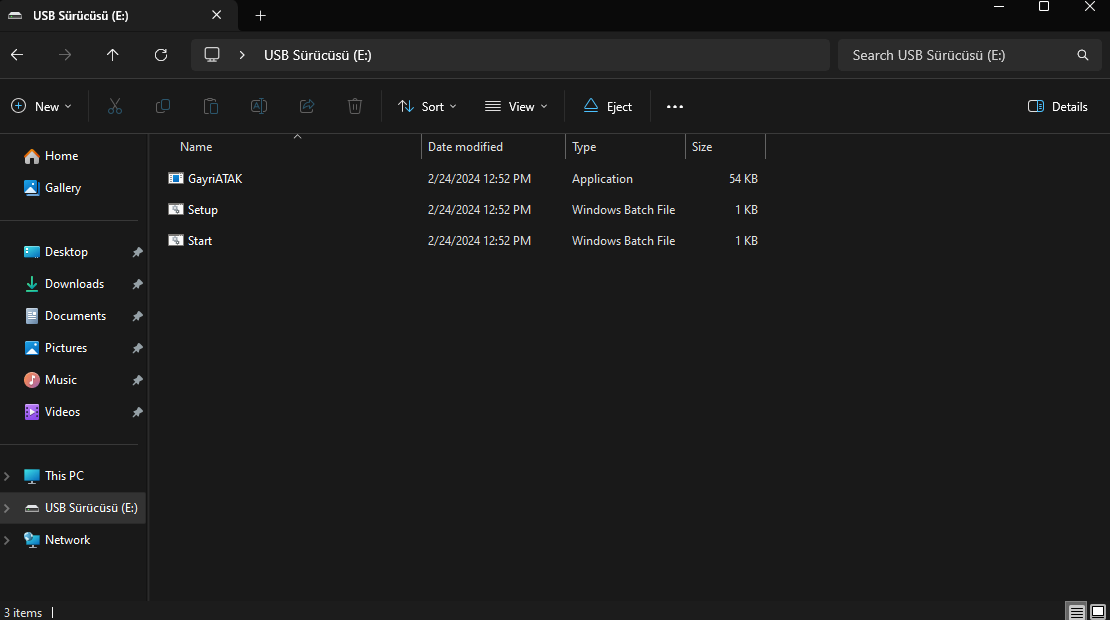 USB Sürücüsü (E:)
USB Sürücüsü (E:)
Search USB Sürücüsü (E:)
New
Sort
View
Eject
Details
Name
Date modified
Type
Size
GayriATAK 2/24/2024 12:52 PM Application 54 KB
Setup 2/24/2024 12:52 PM Windows Batch File 1 KB
Start 2/24/2024 12:52 PM Windows Batch File 1 KB
Home
Gallery
Desktop
Downloads
Documents
Pictures
Music
Videos
This PC
USB Sürücüsü (E:)
Network
3 items